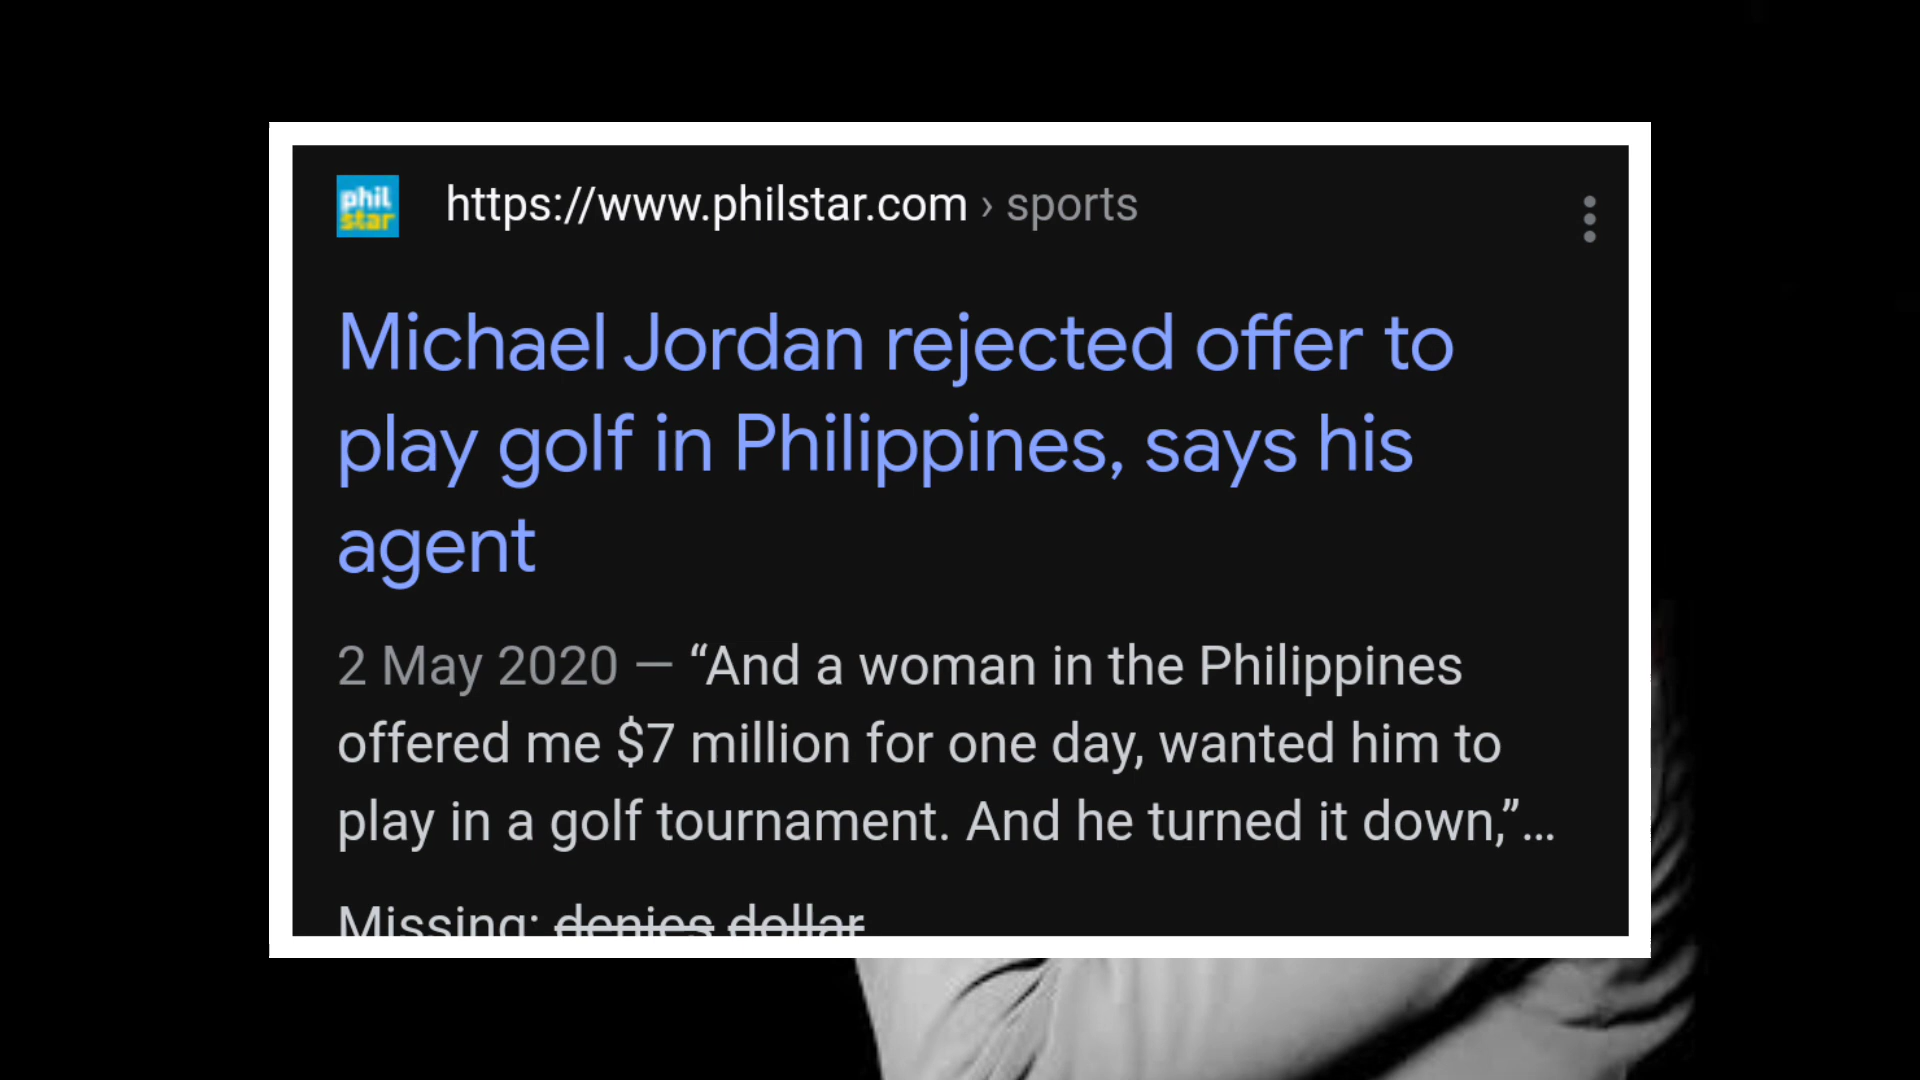 phil
star
https://www.philstar.com › sports
Michael Jordan rejected offer to
play golf in Philippines, says his
agent
2 May 2020 — “And a woman in the Philippines
offered me $7 million for one day, wanted him to
play in a golf tournament. And he turned it down,”...
Missing: denies dollar